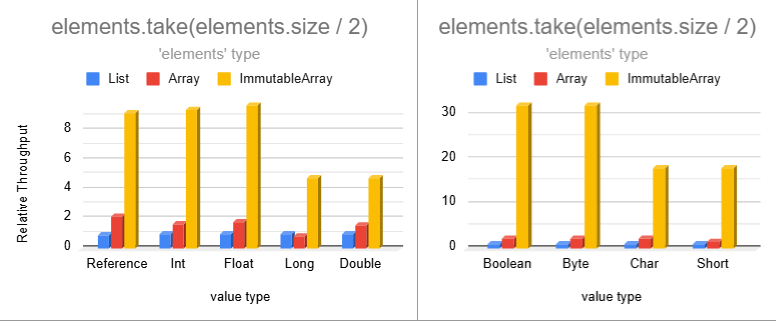 elements.take(elements.size / 2)
'elements' type
List Array ImmutableArray
Relative Throughput
8
6
4
2
0
Reference Int Float Long Double
value type
elements.take(elements.size / 2)
'elements' type
List Array ImmutableArray
30
20
10
0
Boolean Byte Char Short
value type